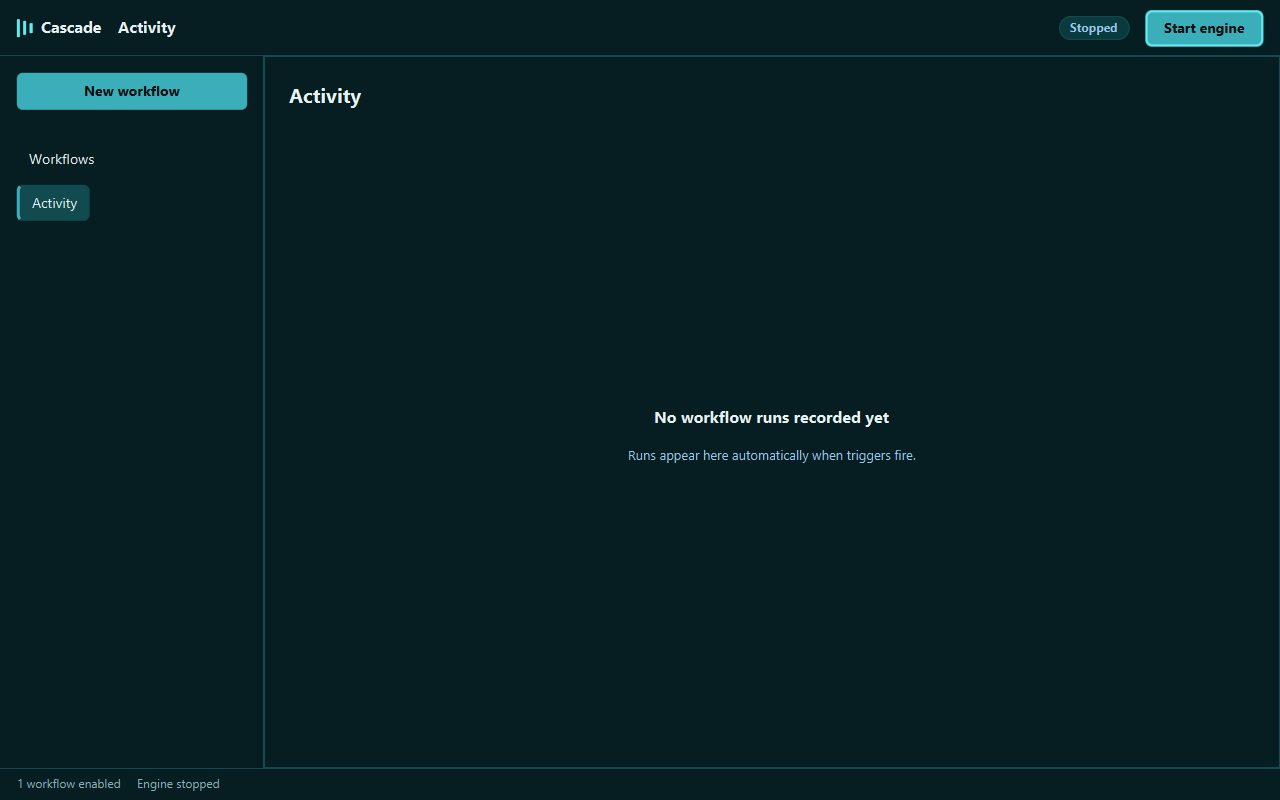 Cascade Activity Stopped Start engine
New workflow
Activity
Workflows
Activity
No workflow runs recorded yet
Runs appear here automatically when triggers fire.
1 workflow enabled Engine stopped